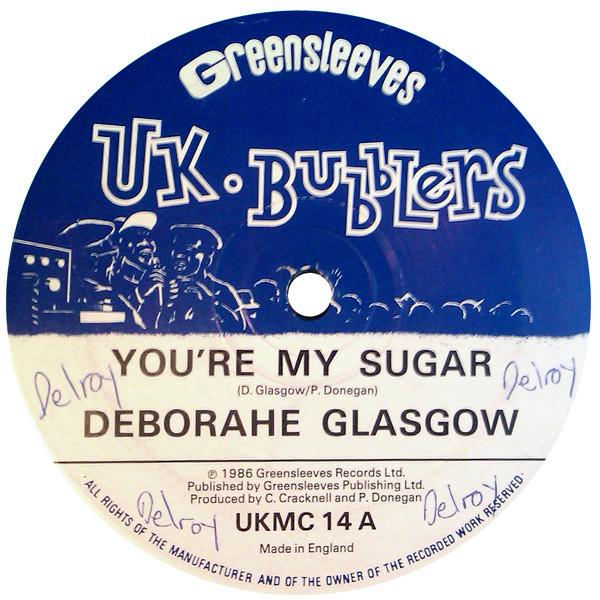 Greensleeves
UK. BUBBLERS
YOU'RE MY SUGAR
(D. Glasgow/P. Donegan)
Delroy
Delroy
DEBORAHE GLASGOW
℗ 1986 Greensleeves Records Ltd.
Published by Greensleeves Publishing Ltd.
Produced by C. Cracknell and P. Donegan
Delroy
Delroy
UKMC 14 A
Made in England
·ALL RIGHTS OF THE MANUFACTURER AND OF THE OWNER OF THE RECORDED WORK RESERVED·